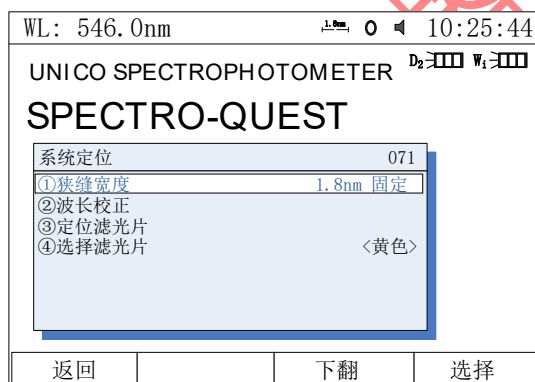 WL: 546.0nm 1.8nm 10:25:44
UNICO SPECTROPHOTOMETER D₂ W₁
SPECTRO-QUEST
系统定位 071
①狭缝宽度 1.8nm 固定
②波长校正
③定位滤光片
④选择滤光片 <黄色>
返回 下翻 选择